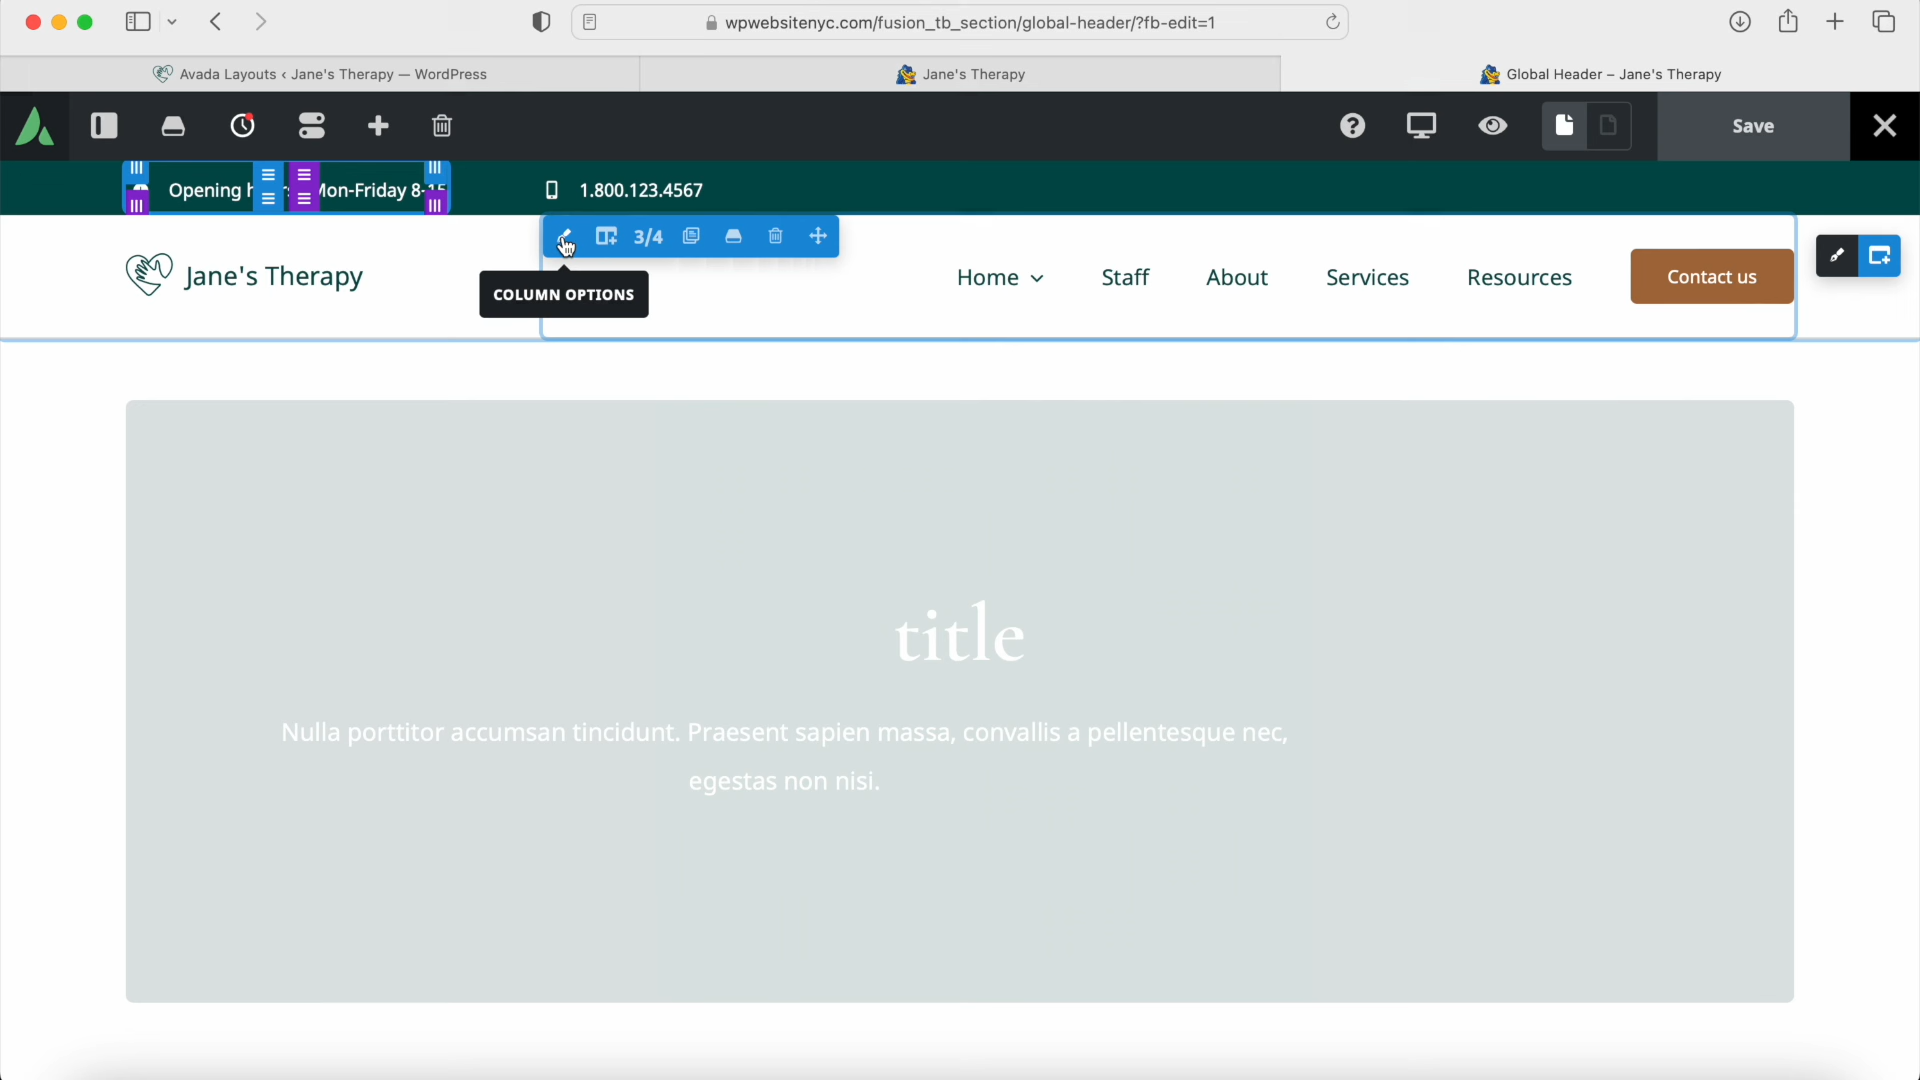 wpwebsitenyc.com/fusion_tb_section/global-header/?fb-edit=1
Avada Layouts ‹ Jane's Therapy — WordPress
Jane's Therapy
Global Header – Jane's Therapy
Save
Opening h Mon-Friday 8-15
1.800.123.4567
3/4
Jane's Therapy
COLUMN OPTIONS
Home
Staff
About
Services
Resources
Contact us
title
Nulla porttitor accumsan tincidunt. Praesent sapien massa, convallis a pellentesque nec,
egestas non nisi.